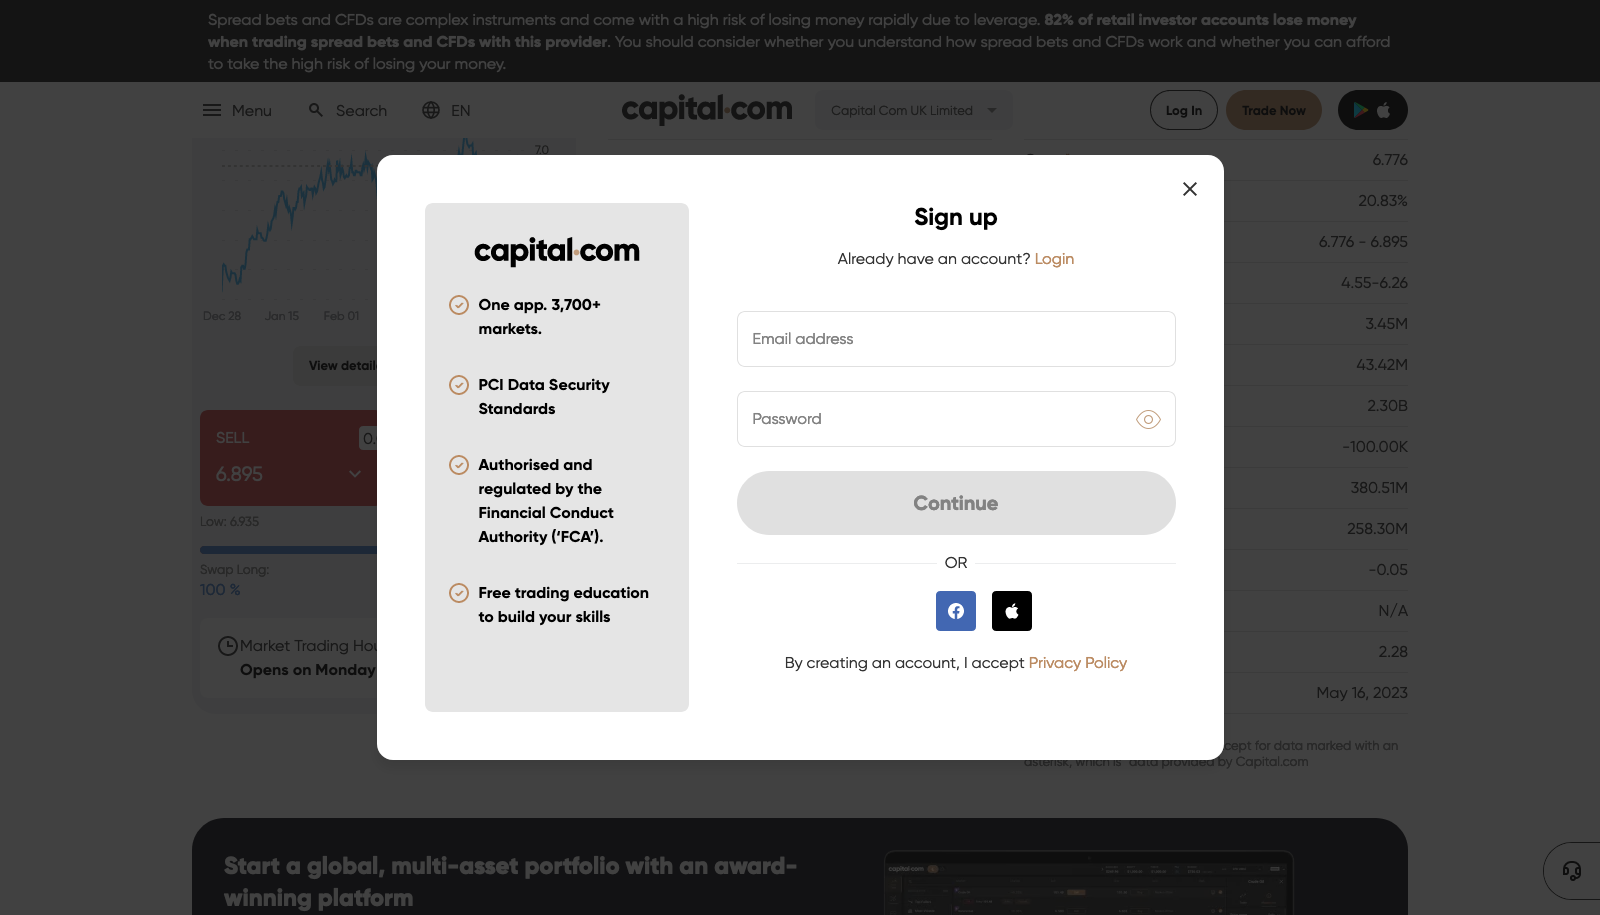 Spread bets and CFDs are complex instruments and come with a high risk of losing money rapidly due to leverage. 82% of retail investor accounts lose money
when trading spread bets and CFDs with this provider. You should consider whether you understand how spread bets and CFDs work and whether you can afford
to take the high risk of losing your money.
Menu
Search
EN
capital.com
Capital Com UK Limited
Log In
Trade Now
7.0
Dec 28
Jan 15
Feb 01
SELL
6.895
Low: 6.935
Swap Long:
100 %
Opens on Monday
capital.com
One app. 3,700+
markets.
PCI Data Security
Standards
Authorised and
regulated by the
Financial Conduct
Authority (‘FCA’).
Free trading education
to build your skills
Sign up
Already have an account? Login
Email address
Password
Continue
OR
By creating an account, I accept Privacy Policy
6.776
20.83%
6.776 - 6.895
4.55-6.26
3.45M
43.42M
2.30B
-100.00K
380.51M
258.30M
-0.05
N/A
2.28
May 16, 2023
for data marked with an
asterisk, which is data provided by Capital.com
Start a global, multi-asset portfolio with an award-
winning platform
capital.com